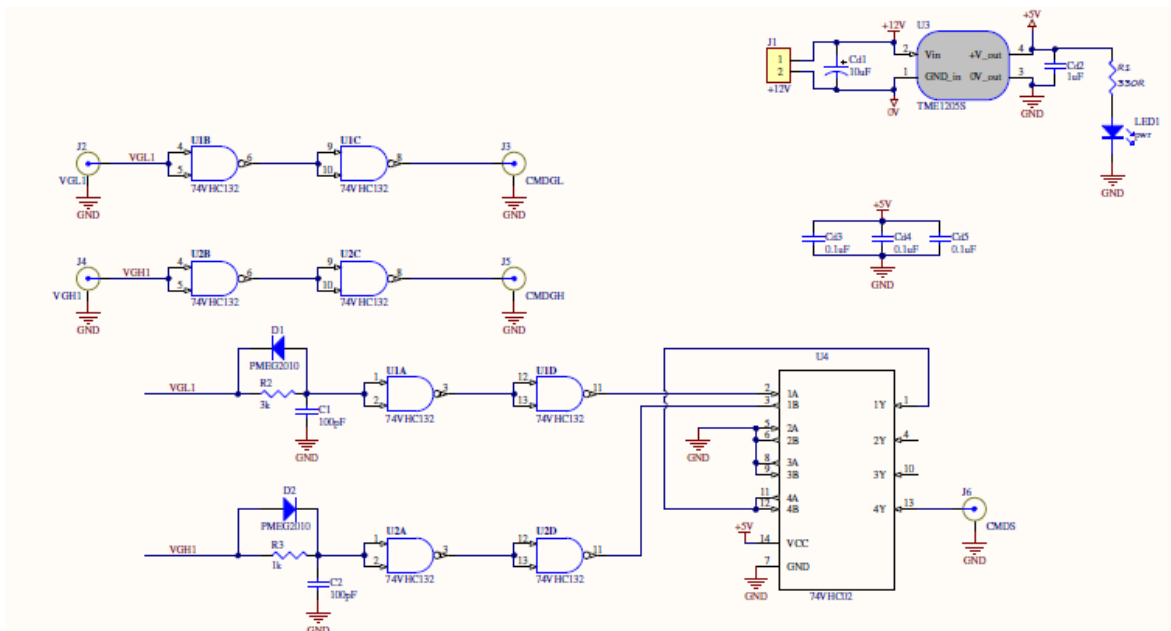 +5V
+12V
U3
J1
1
2
+12V
Cd1
10uF
2
Vin
+V_out
4
1
GND_in
0V_out
3
Cd2
1uF
R1
330R
TME1205S
0V
GND
LED1
pwr
GND
J2
VGL1
VGL1
U1B
4
5
6
74VHC132
U1C
9
10
8
74VHC132
J3
CMDGL
GND
GND
+5V
Cd3
0.1uF
Cd4
0.1uF
Cd5
0.1uF
GND
J4
VGH1
VGH1
U2B
4
5
6
74VHC132
U2C
9
10
8
74VHC132
J5
CMDGH
GND
GND
D1
PMEG2010
VGL1
R2
3k
C1
100pF
GND
U1A
1
2
3
74VHC132
U1D
12
13
11
74VHC132
U4
2
1A
3
1B
1Y
1
5
2A
6
2B
2Y
4
8
3A
9
3B
3Y
10
11
4A
12
4B
4Y
13
GND
+5V
14
VCC
7
GND
GND
74VHC02
J6
CMDS
GND
D2
PMEG2010
VGH1
R3
1k
C2
100pF
GND
U2A
1
2
3
74VHC132
U2D
12
13
11
74VHC132